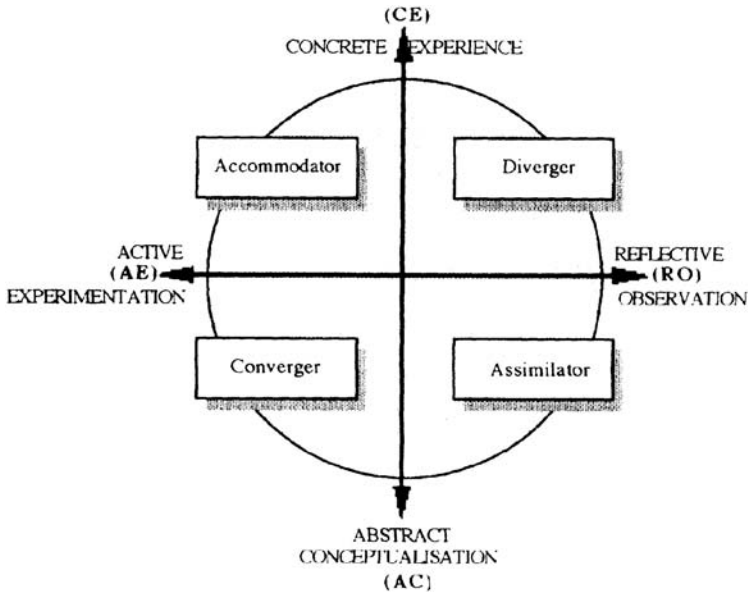 (CE)
CONCRETE EXPERIENCE
Accommodator
Diverger
ACTIVE
(AE)
EXPERIMENTATION
REFLECTIVE
(RO)
OBSERVATION
Converger
Assimilator
ABSTRACT
CONCEPTUALISATION
(AC)